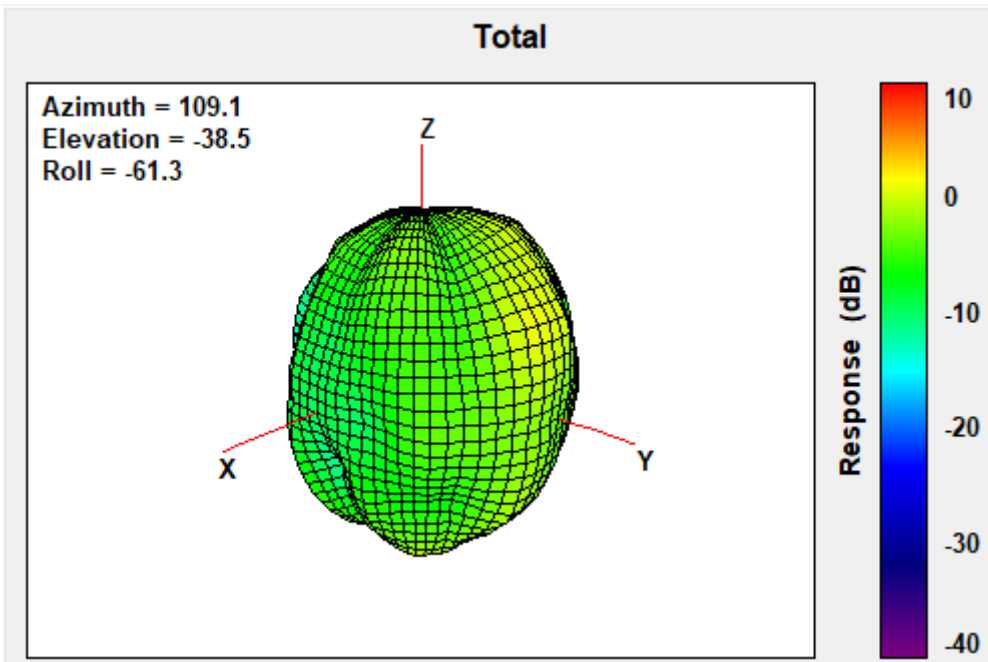 Total
Azimuth = 109.1
Elevation = -38.5
Roll = -61.3
Z
X
Y
10
0
-10
-20
-30
-40
Response (dB)